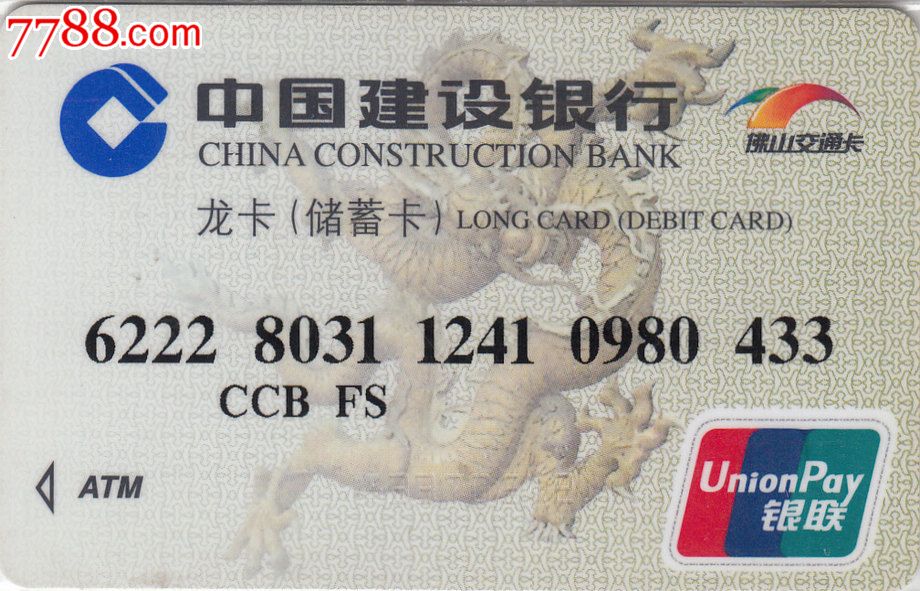 7788.com
中国建设银行
佛山交通卡
CHINA CONSTRUCTION BANK
龙卡(储蓄卡) LONG CARD (DEBIT CARD)
6222 8031 1241 0980 433
CCB FS
ATM
UnionPay
银联